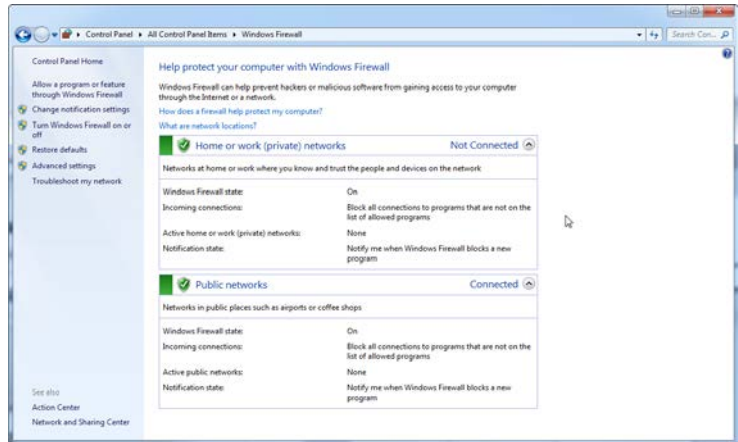 Control Panel ▸ All Control Panel Items ▸ Windows Firewall
Search Con...
Control Panel Home
Allow a program or feature
through Windows Firewall
Change notification settings
Turn Windows Firewall on or
off
Restore defaults
Advanced settings
Troubleshoot my network
See also
Action Center
Network and Sharing Center
Help protect your computer with Windows Firewall
Windows Firewall can help prevent hackers or malicious software from gaining access to your computer
through the Internet or a network.
How does a firewall help protect my computer?
What are network locations?
Home or work (private) networks Not Connected
Networks at home or work where you know and trust the people and devices on the network
Windows Firewall state: On
Incoming connections: Block all connections to programs that are not on the
list of allowed programs
Active home or work (private) networks: None
Notification state: Notify me when Windows Firewall blocks a new
program
Public networks Connected
Networks in public places such as airports or coffee shops
Windows Firewall state: On
Incoming connections: Block all connections to programs that are not on the
list of allowed programs
Active public networks: None
Notification state: Notify me when Windows Firewall blocks a new
program